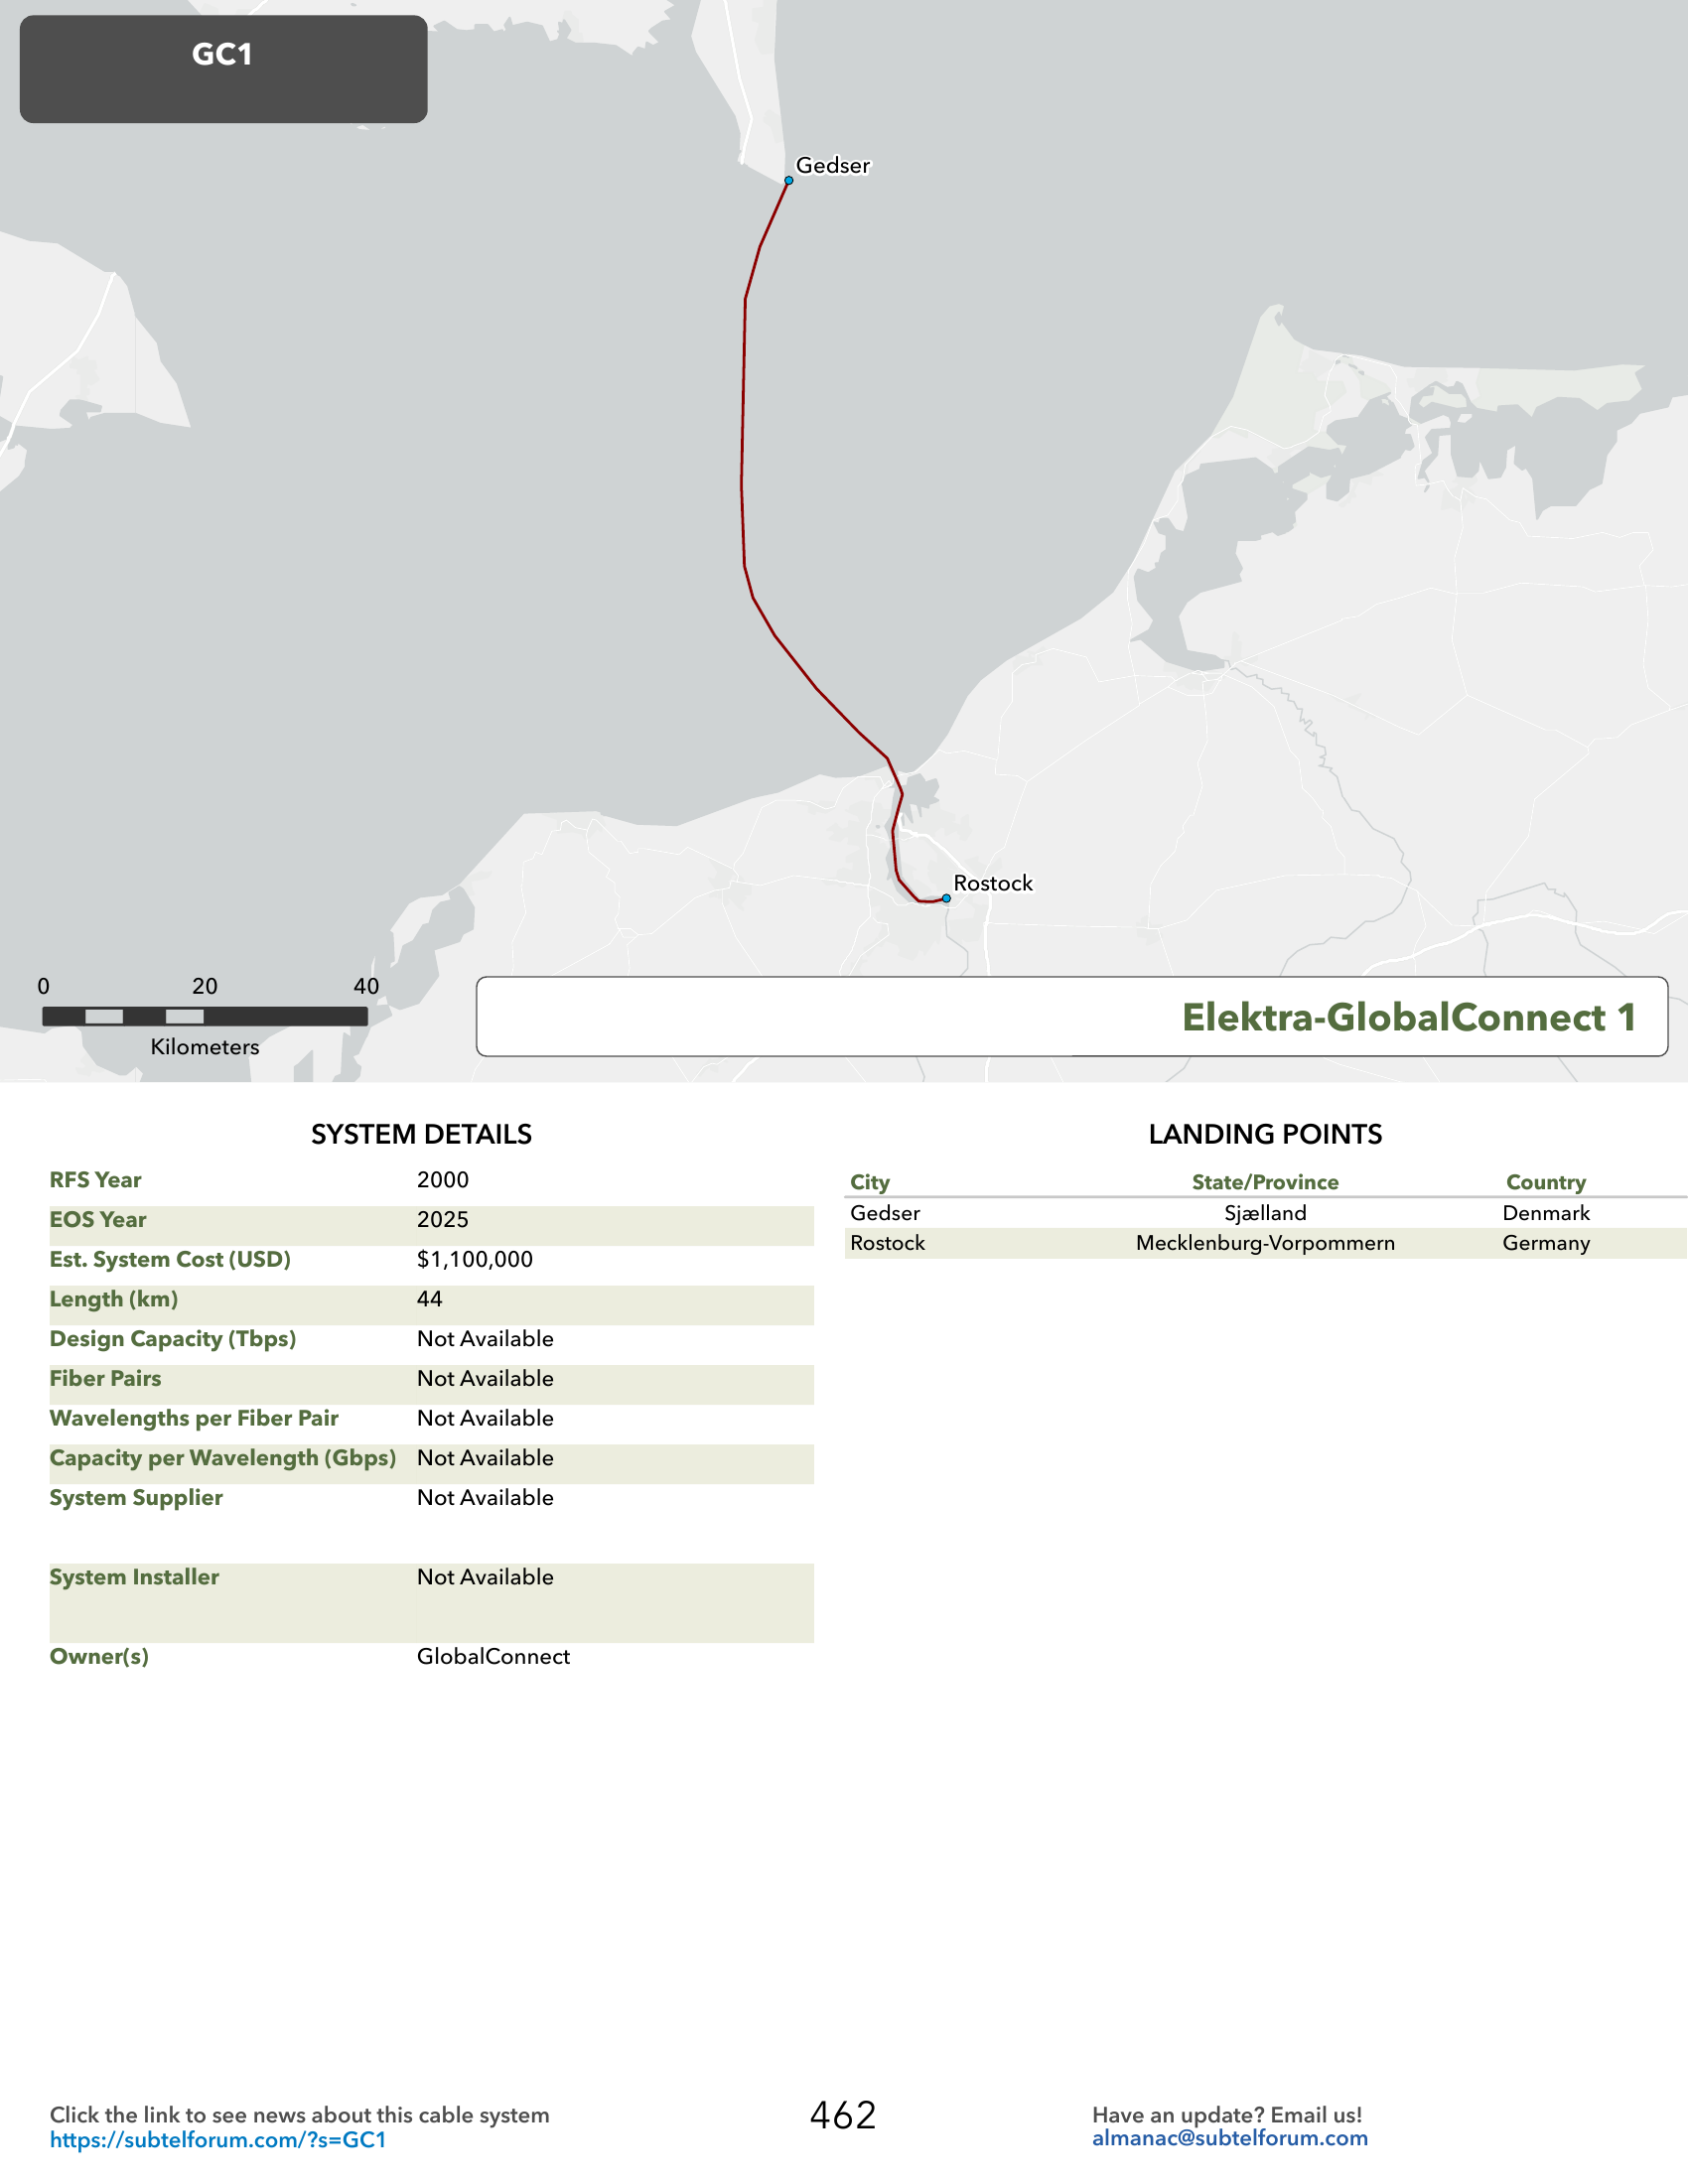 GC1
Gedser
Rostock
0 20 40
Kilometers
Elektra-GlobalConnect 1
SYSTEM DETAILS
RFS Year 2000
EOS Year 2025
Est. System Cost (USD) $1,100,000
Length (km) 44
Design Capacity (Tbps) Not Available
Fiber Pairs Not Available
Wavelengths per Fiber Pair Not Available
Capacity per Wavelength (Gbps) Not Available
System Supplier Not Available
System Installer Not Available
Owner(s) GlobalConnect
LANDING POINTS
City State/Province Country
Gedser Sjælland Denmark
Rostock Mecklenburg-Vorpommern Germany
Click the link to see news about this cable system
https://subtelforum.com/?s=GC1
462
Have an update? Email us!
almanac@subtelforum.com